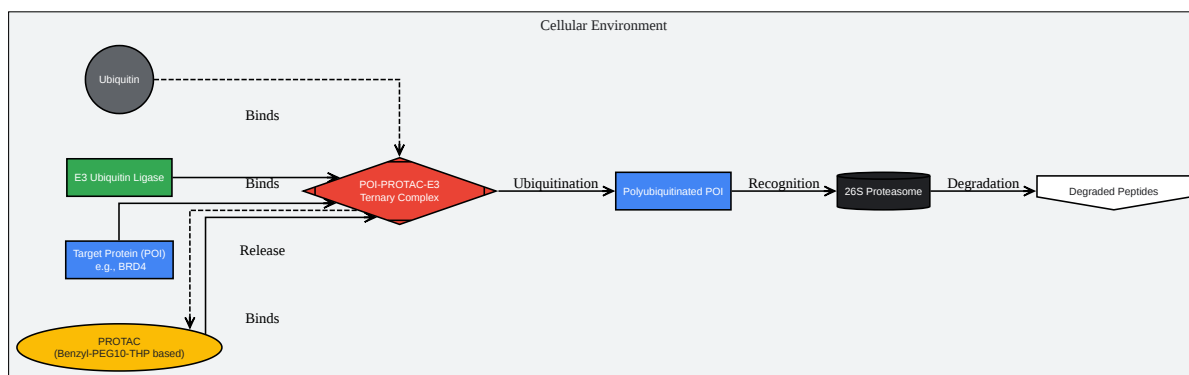 Cellular Environment
Ubiquitin
Binds
E3 Ubiquitin Ligase
Binds
POI-PROTAC-E3
Ternary Complex
Ubiquitination
Polyubiquitinated POI
Recognition
26S Proteasome
Degradation
Degraded Peptides
Target Protein (POI)
e.g., BRD4
Release
Binds
PROTAC
(Benzyl-PEG10-THP based)